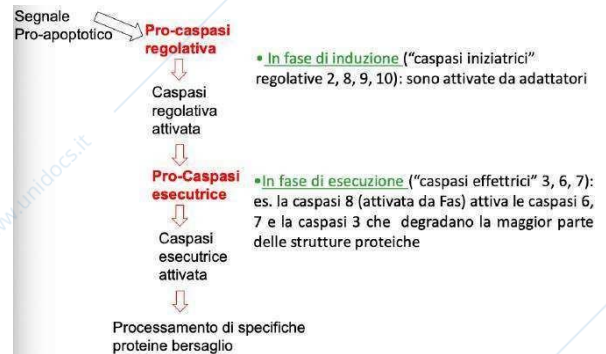 Segnale
Pro-apoptotico
Pro-caspasi
regolativa
• In fase di induzione (“caspasi iniziatrici”
regolative 2, 8, 9, 10): sono attivate da adattatori
Caspasi
regolativa
attivata
Pro-Caspasi
esecutrice
•In fase di esecuzione (“caspasi effettrici” 3, 6, 7):
es. la caspasi 8 (attivata da Fas) attiva le caspasi 6,
7 e la caspasi 3 che degradano la maggior parte
delle strutture proteiche
Caspasi
esecutrice
attivata
Processamento di specifiche
proteine bersaglio
www.unidocs.it